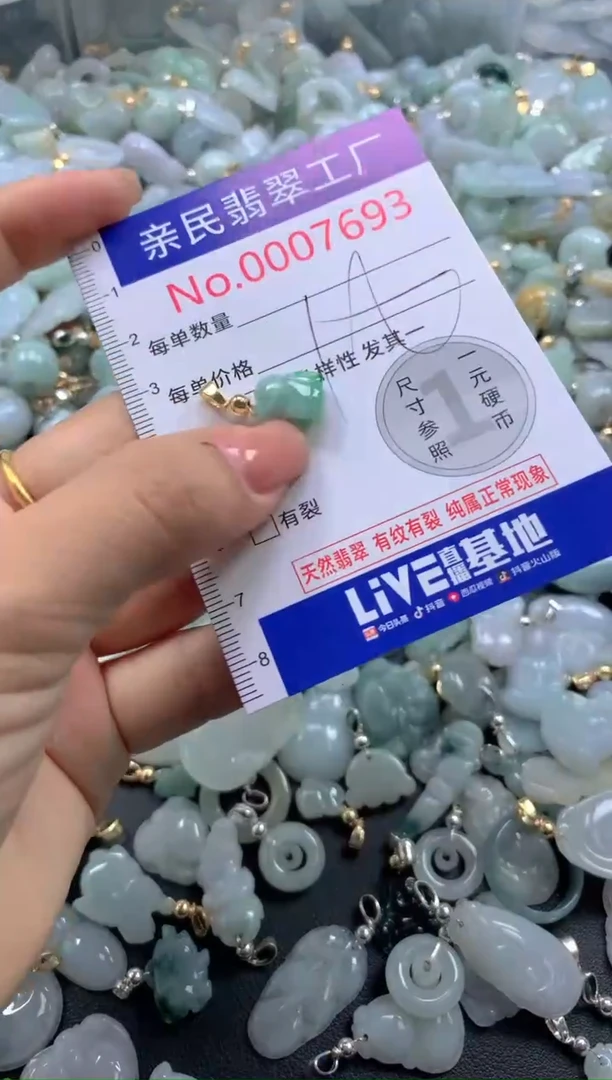 亲民翡翠工厂
No.0007693
每单数量
每单价格
样性 发其一
有裂
尺寸参照
1
一元硬币
天然翡翠 有纹有裂 纯属正常现象
LiVE直播基地
今日头条 抖音 西瓜视频 抖音火山版
0
1
2
3
7
8